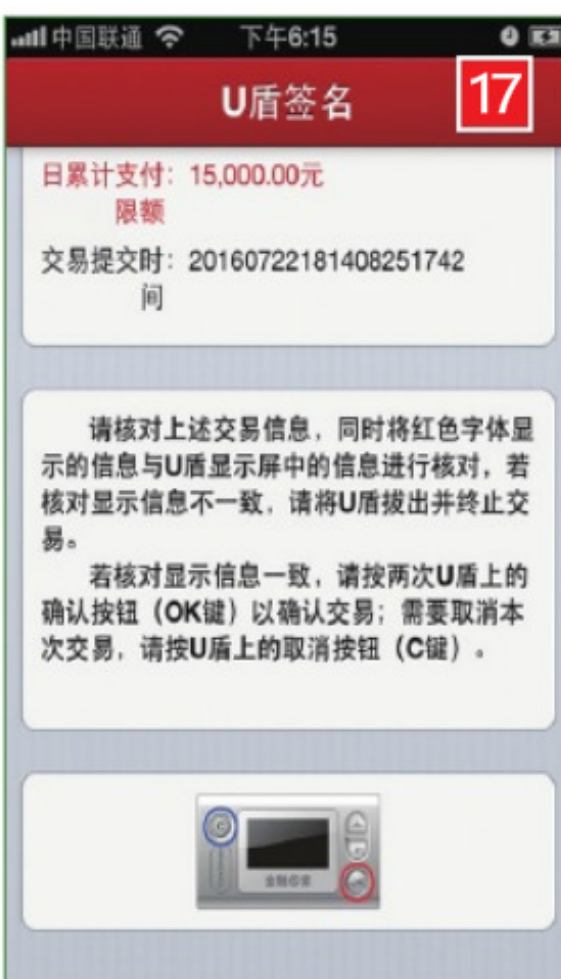 中国联通 下午6:15
U盾签名 17
日累计支付: 15,000.00元
限额
交易提交时: 20160722181408251742
间
请核对上述交易信息，同时将红色字体显
示的信息与U盾显示屏中的信息进行核对，若
核对显示信息不一致，请将U盾拔出并终止交
易。
若核对显示信息一致，请按两次U盾上的
确认按钮（OK键）以确认交易；需要取消本
次交易，请按U盾上的取消按钮（C键）。
C